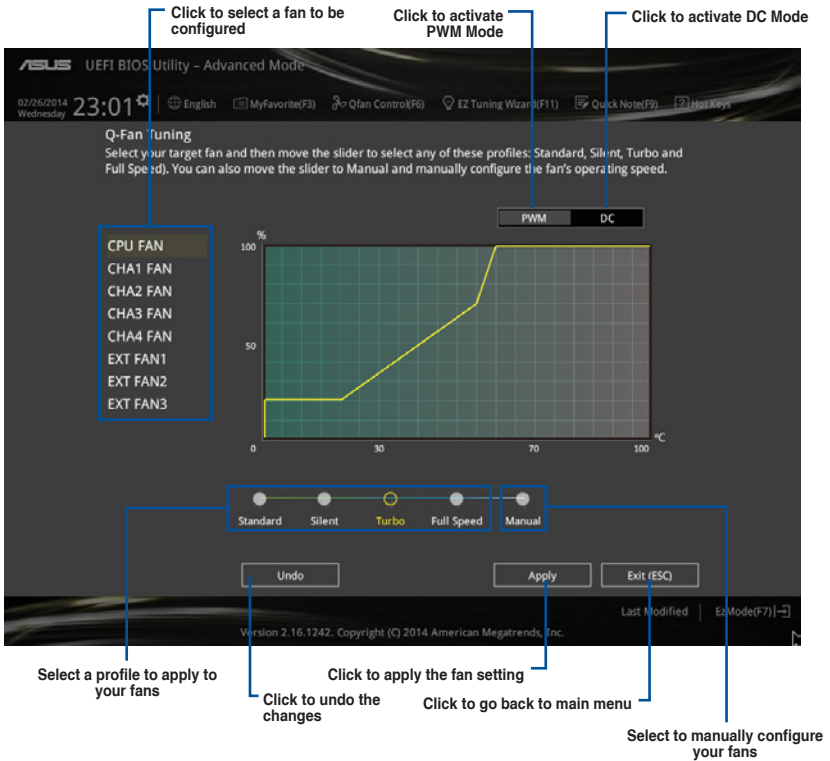 Click to select a fan to be
configured
Click to activate
PWM Mode
Click to activate DC Mode
ASUS UEFI BIOS Utility – Advanced Mode
02/26/2014
Wednesday
23:01
English MyFavorite(F3) Qfan Control(F6) EZ Tuning Wizard(F11) Quick Note(F9) ? Hot Keys
Q-Fan Tuning
Select your target fan and then move the slider to select any of these profiles: Standard, Silent, Turbo and
Full Speed). You can also move the slider to Manual and manually configure the fan's operating speed.
PWM DC
CPU FAN
CHA1 FAN
CHA2 FAN
CHA3 FAN
CHA4 FAN
EXT FAN1
EXT FAN2
EXT FAN3
%
100
50
0 30 70 100
°C
Standard Silent Turbo Full Speed Manual
Undo Apply Exit (ESC)
Last Modified EzMode(F7)
Version 2.16.1242. Copyright (C) 2014 American Megatrends, Inc.
Select a profile to apply to
your fans
Click to undo the
changes
Click to apply the fan setting
Click to go back to main menu
Select to manually configure
your fans